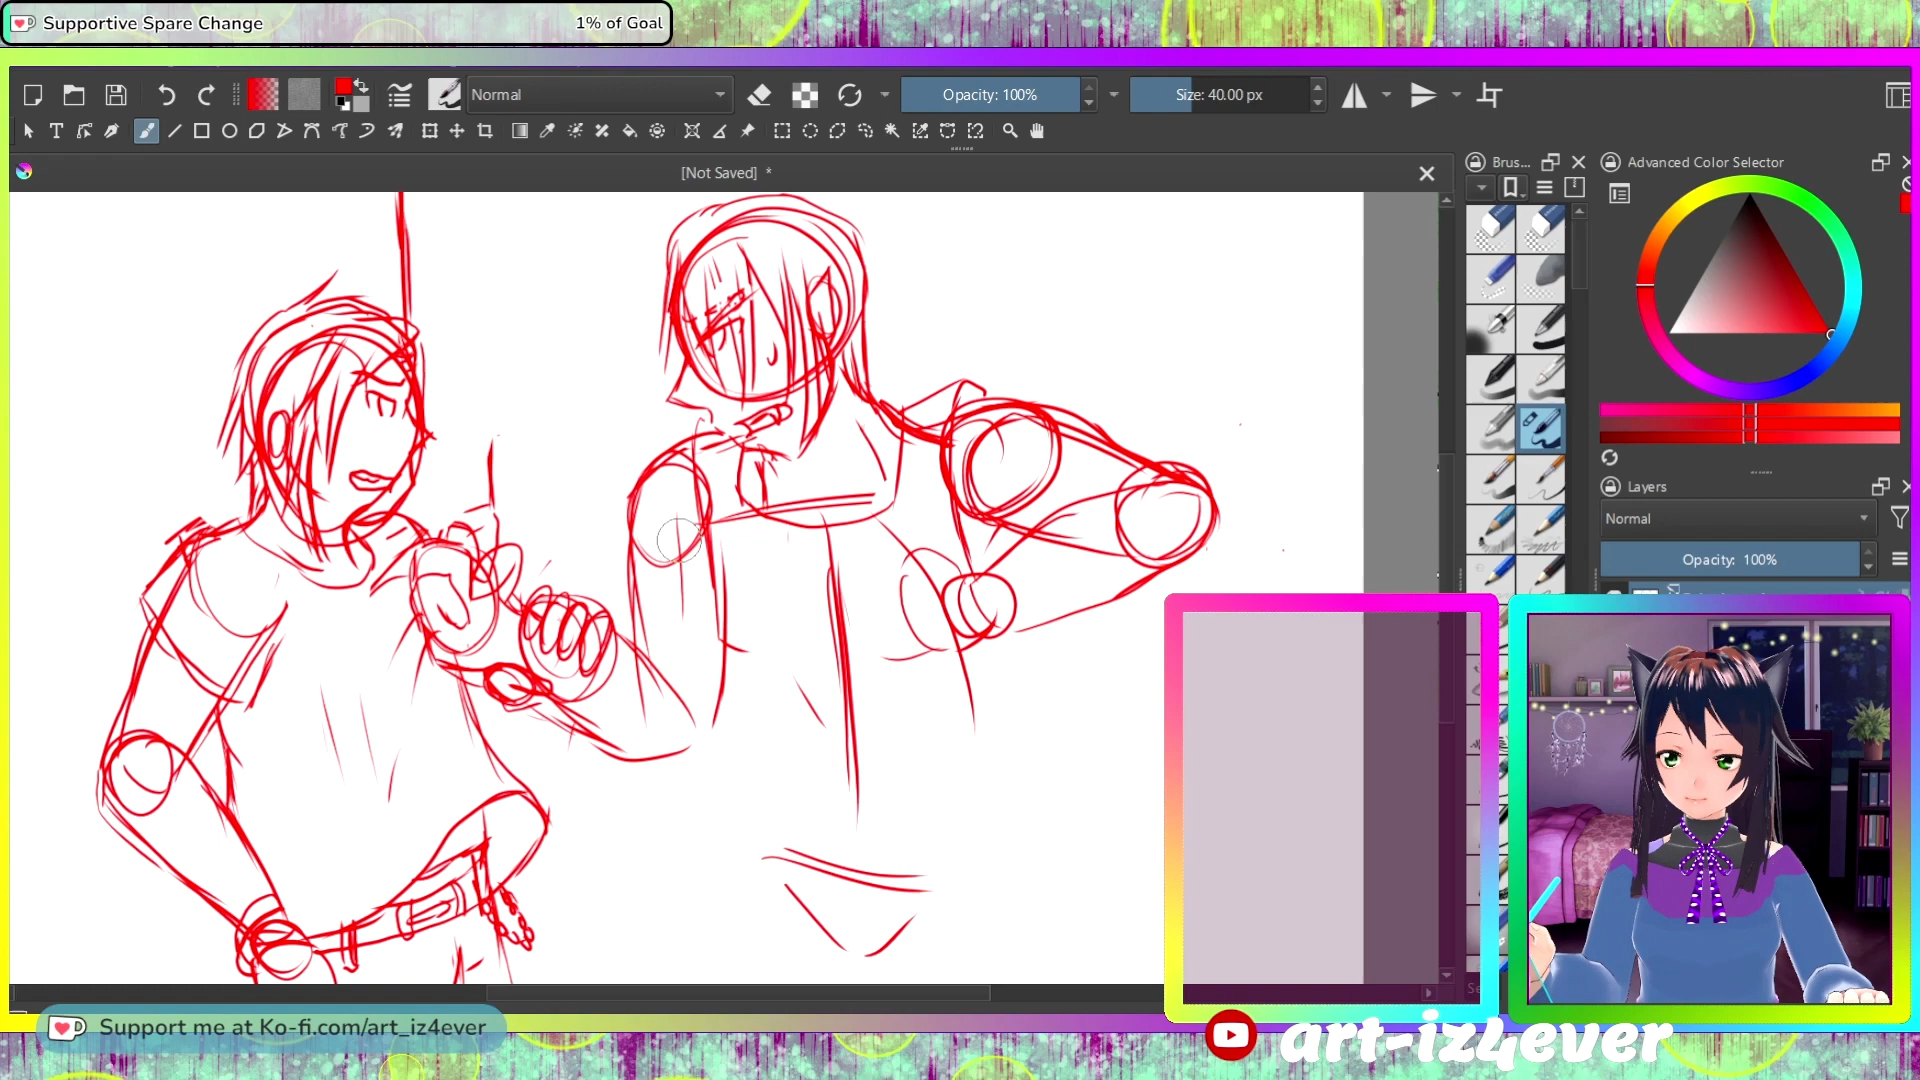 Supportive Spare Change
1% of Goal
Normal
Opacity: 100%
Size: 40.00 px
[Not Saved] *
Brus...
Advanced Color Selector
Layers
Normal
Opacity: 100%
Support me at Ko-fi.com/art_iz4ever
art-iz4ever